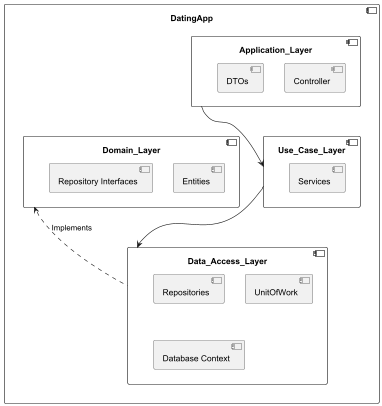 DatingApp
Application_Layer
DTOs
Controller
Domain_Layer
Repository Interfaces
Entities
Use_Case_Layer
Services
Implements
Data_Access_Layer
Repositories
UnitOfWork
Database Context